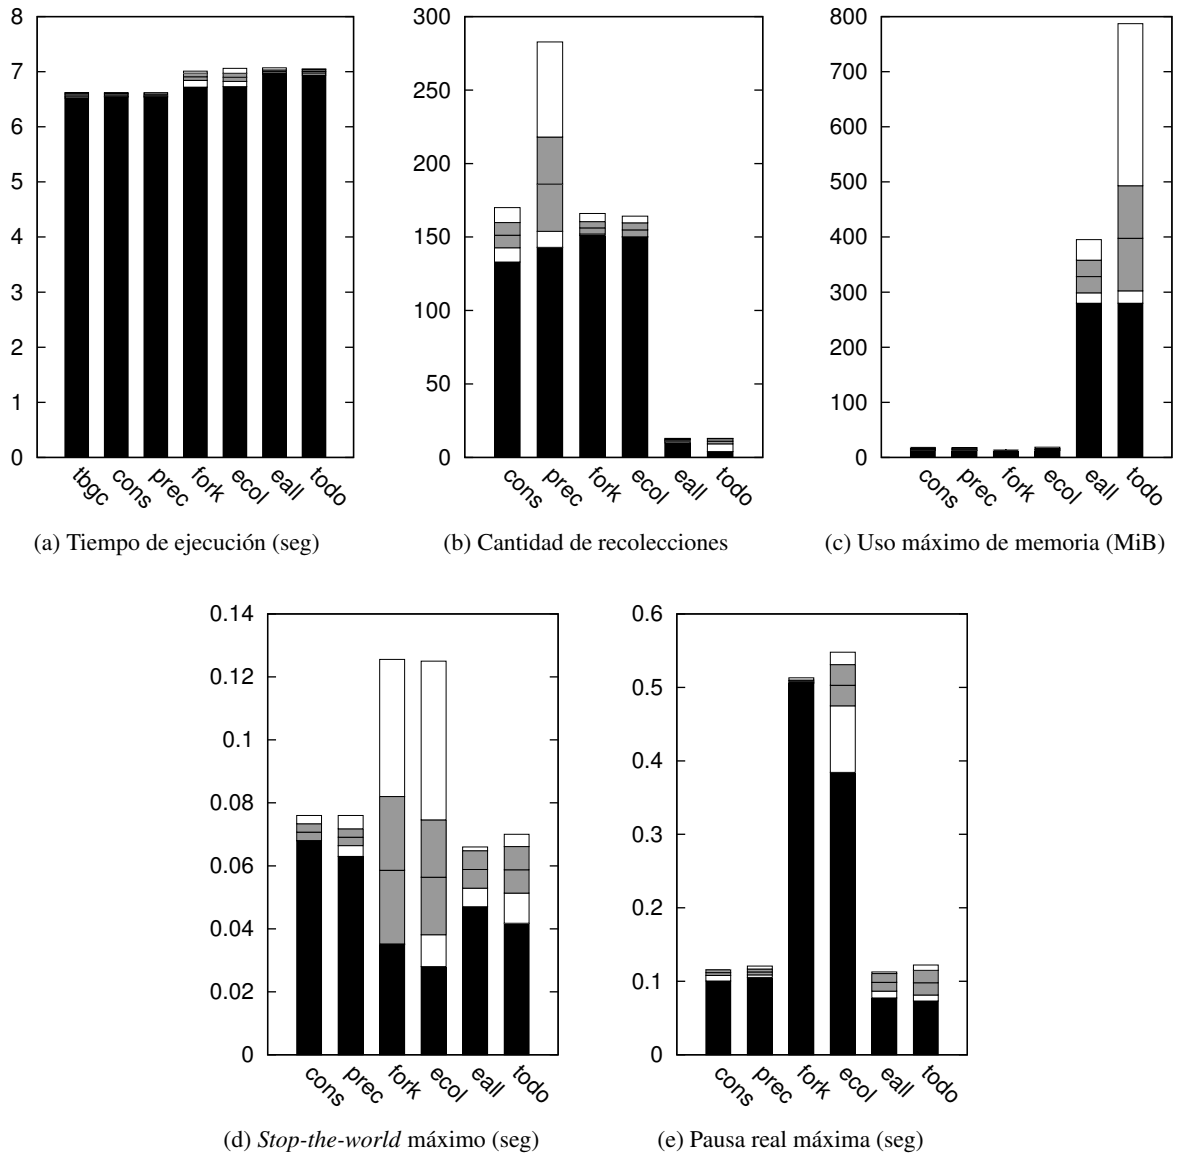 8
7
6
5
4
3
2
1
0
tbgc
cons
prec
fork
ecol
eall
todo
(a) Tiempo de ejecución (seg)
300
250
200
150
100
50
0
cons
prec
fork
ecol
eall
todo
(b) Cantidad de recolecciones
800
700
600
500
400
300
200
100
0
cons
prec
fork
ecol
eall
todo
(c) Uso máximo de memoria (MiB)
0.14
0.12
0.1
0.08
0.06
0.04
0.02
0
cons
prec
fork
ecol
eall
todo
(d) Stop-the-world máximo (seg)
0.6
0.5
0.4
0.3
0.2
0.1
0
cons
prec
fork
ecol
eall
todo
(e) Pausa real máxima (seg)